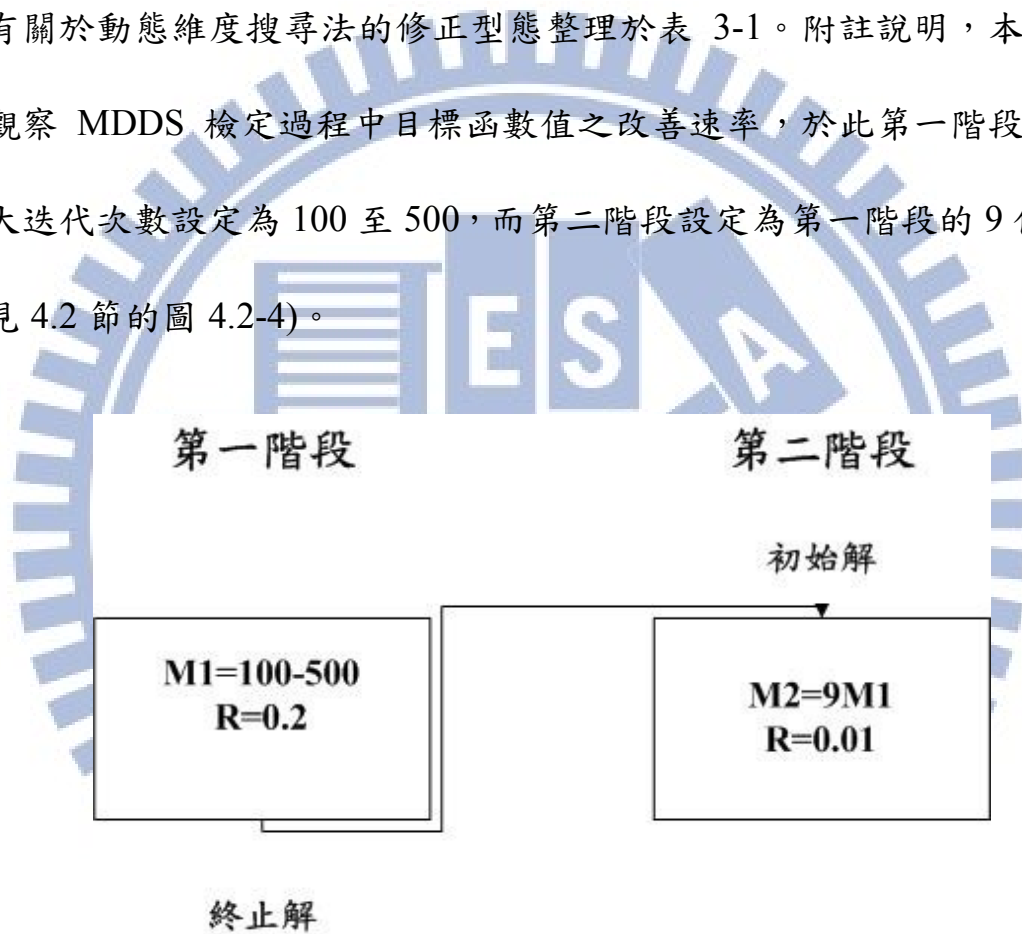 有關於動態維度搜尋法的修正型態整理於表 3-1。附註說明，本
觀察 MDDS 檢定過程中目標函數值之改善速率，於此第一階段
大迭代次數設定為 100 至 500，而第二階段設定為第一階段的 9
見 4.2 節的圖 4.2-4)。
ESA
第一階段
第二階段
初始解
M1=100-500
R=0.2
M2=9M1
R=0.01
終止解